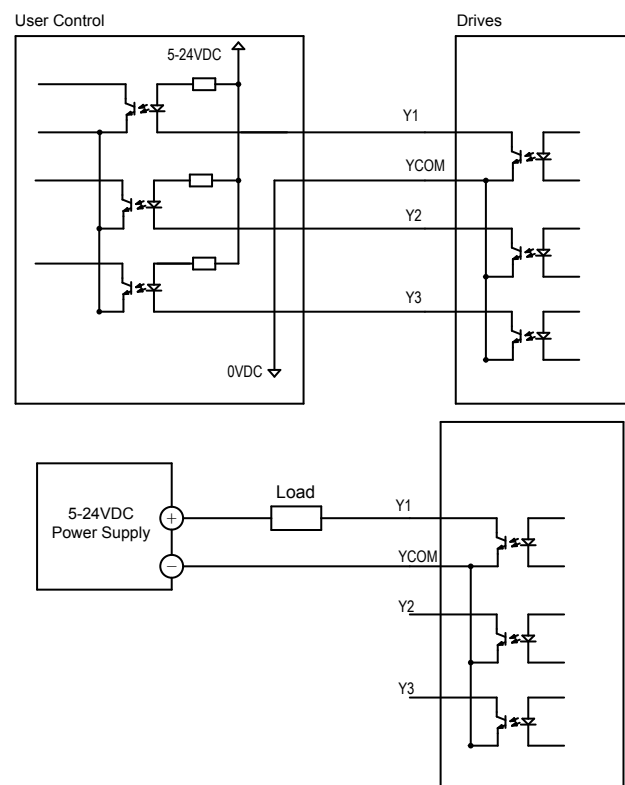 User Control
Drives
5-24VDC
Y1
YCOM
Y2
Y3
0VDC
5-24VDC
Power Supply
+
−
Load
Y1
YCOM
Y2
Y3